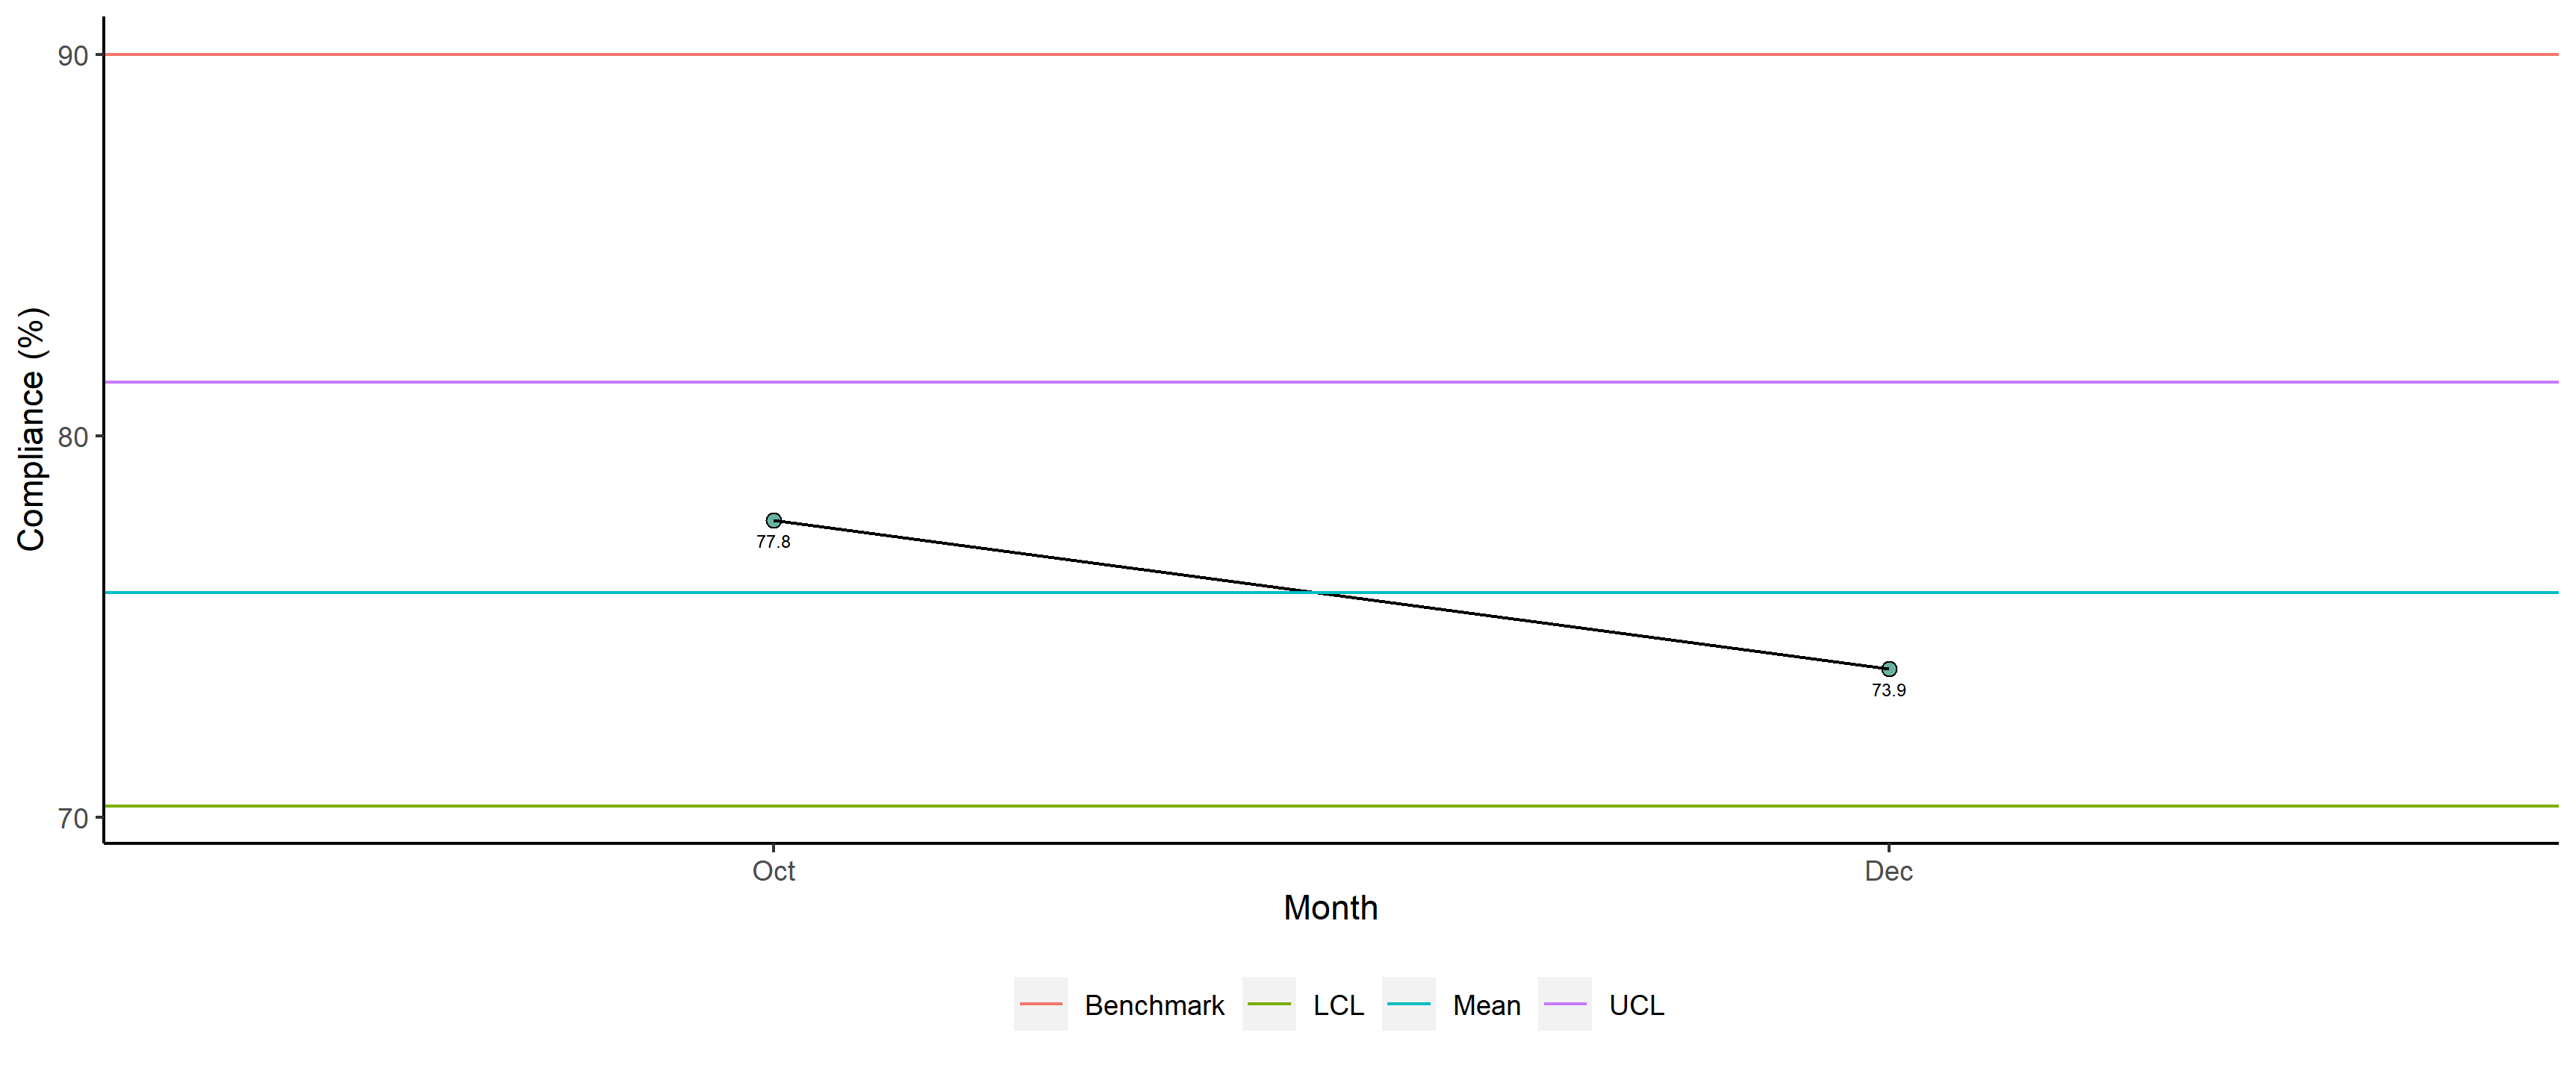 90
80
70
Compliance (%)
77.8
73.9
Oct
Dec
Month
Benchmark
LCL
Mean
UCL